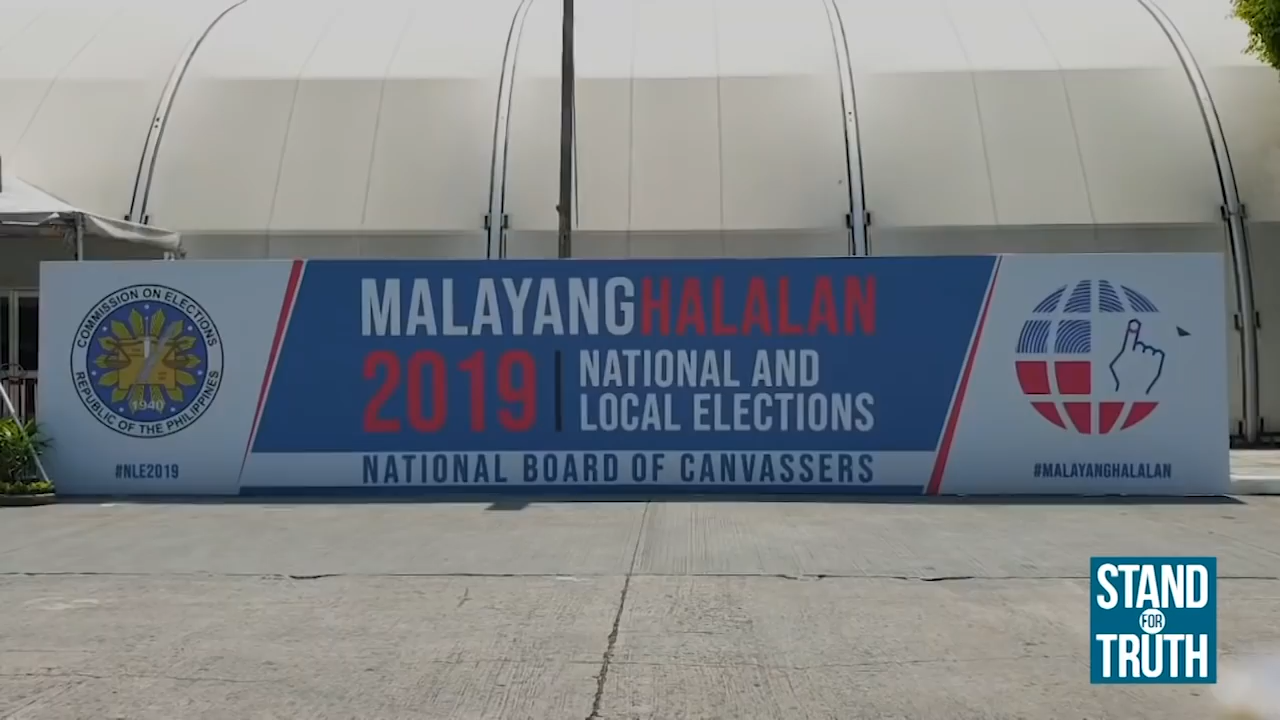 COMMISSION ON ELECTIONS
REPUBLIC OF THE PHILIPPINES
1940
#NLE2019
MALAYANGHALALAN
2019 | NATIONAL AND
LOCAL ELECTIONS
NATIONAL BOARD OF CANVASSERS
#MALAYANGHALALAN
STAND
FOR
TRUTH